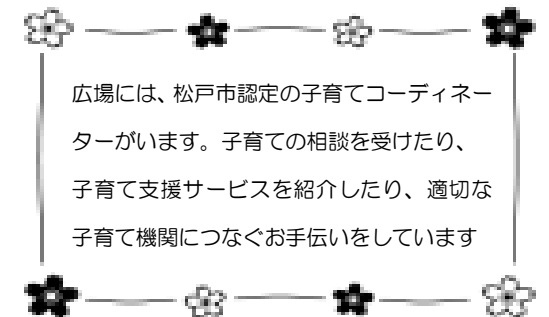 広場には、松戸市認定の子育てコーディネー
ターがいます。子育ての相談を受けたり、
子育て支援サービスを紹介したり、適切な
子育て機関につなぐお手伝いをしています